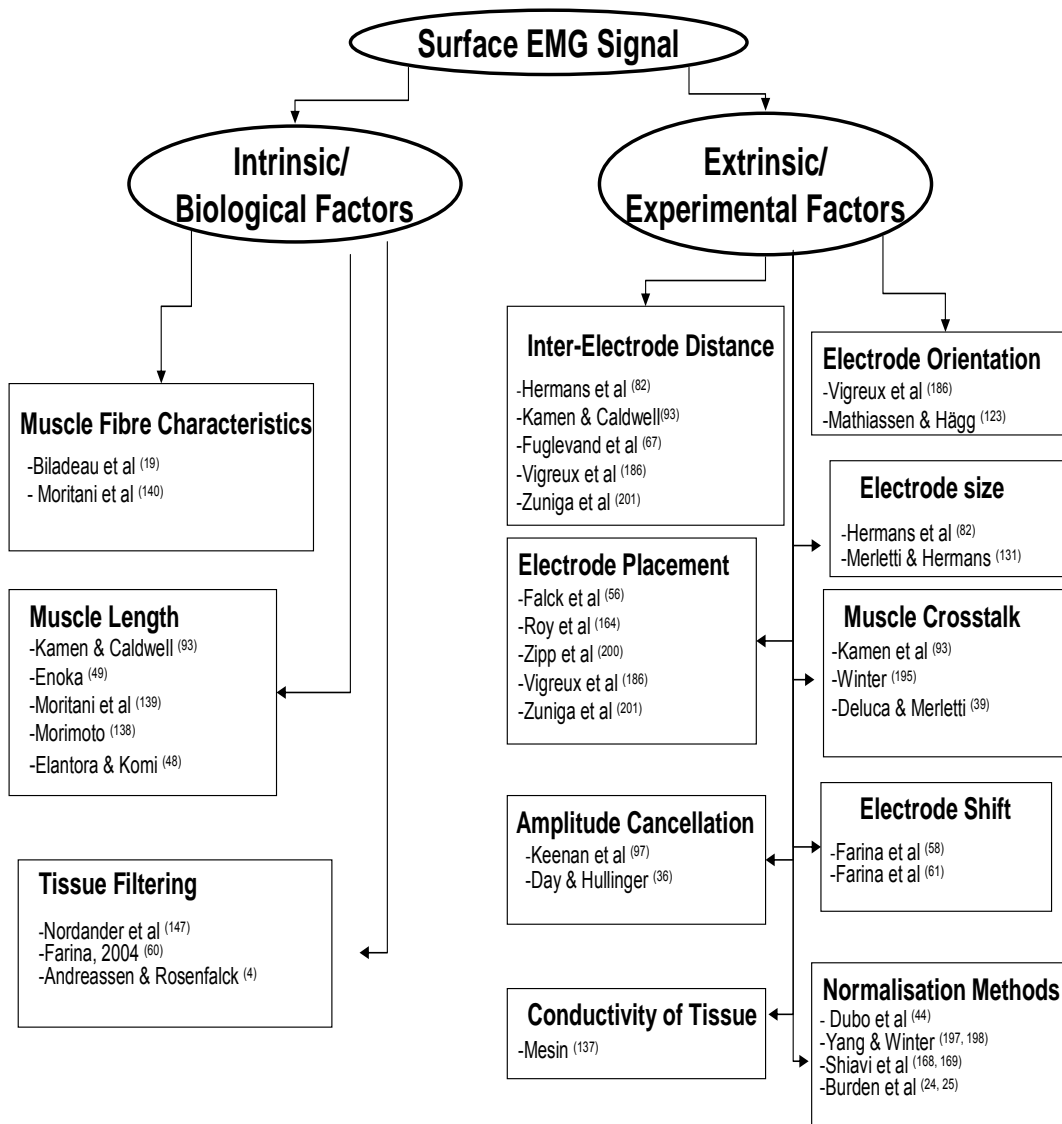 Surface EMG Signal
Intrinsic/
Biological Factors
Extrinsic/
Experimental Factors
Muscle Fibre Characteristics
-Biladeau et al (19)
- Moritani et al (140)
Muscle Length
-Kamen & Caldwell (93)
-Enoka (49)
-Moritani et al (139)
-Morimoto (138)
-Elantora & Komi (48)
Tissue Filtering
-Nordander et al (147)
-Farina, 2004 (60)
-Andreassen & Rosenfalck (4)
Inter-Electrode Distance
-Hermans et al (82)
-Kamen & Caldwell(93)
-Fuglevand et al (67)
-Vigreux et al (186)
-Zuniga et al (201)
Electrode Placement
-Falck et al (56)
-Roy et al (164)
-Zipp et al (200)
-Vigreux et al (186)
-Zuniga et al (201)
Amplitude Cancellation
-Keenan et al (97)
-Day & Hullinger (36)
Conductivity of Tissue
-Mesin (137)
Electrode Orientation
-Vigreux et al (186)
-Mathiassen & Hägg (123)
Electrode size
-Hermans et al (82)
-Merletti & Hermans (131)
Muscle Crosstalk
-Kamen et al (93)
-Winter (195)
-Deluca & Merletti (39)
Electrode Shift
-Farina et al (58)
-Farina et al (61)
Normalisation Methods
- Dubo et al (44)
-Yang & Winter (197, 198)
-Shiavi et al (168, 169)
-Burden et al (24, 25)